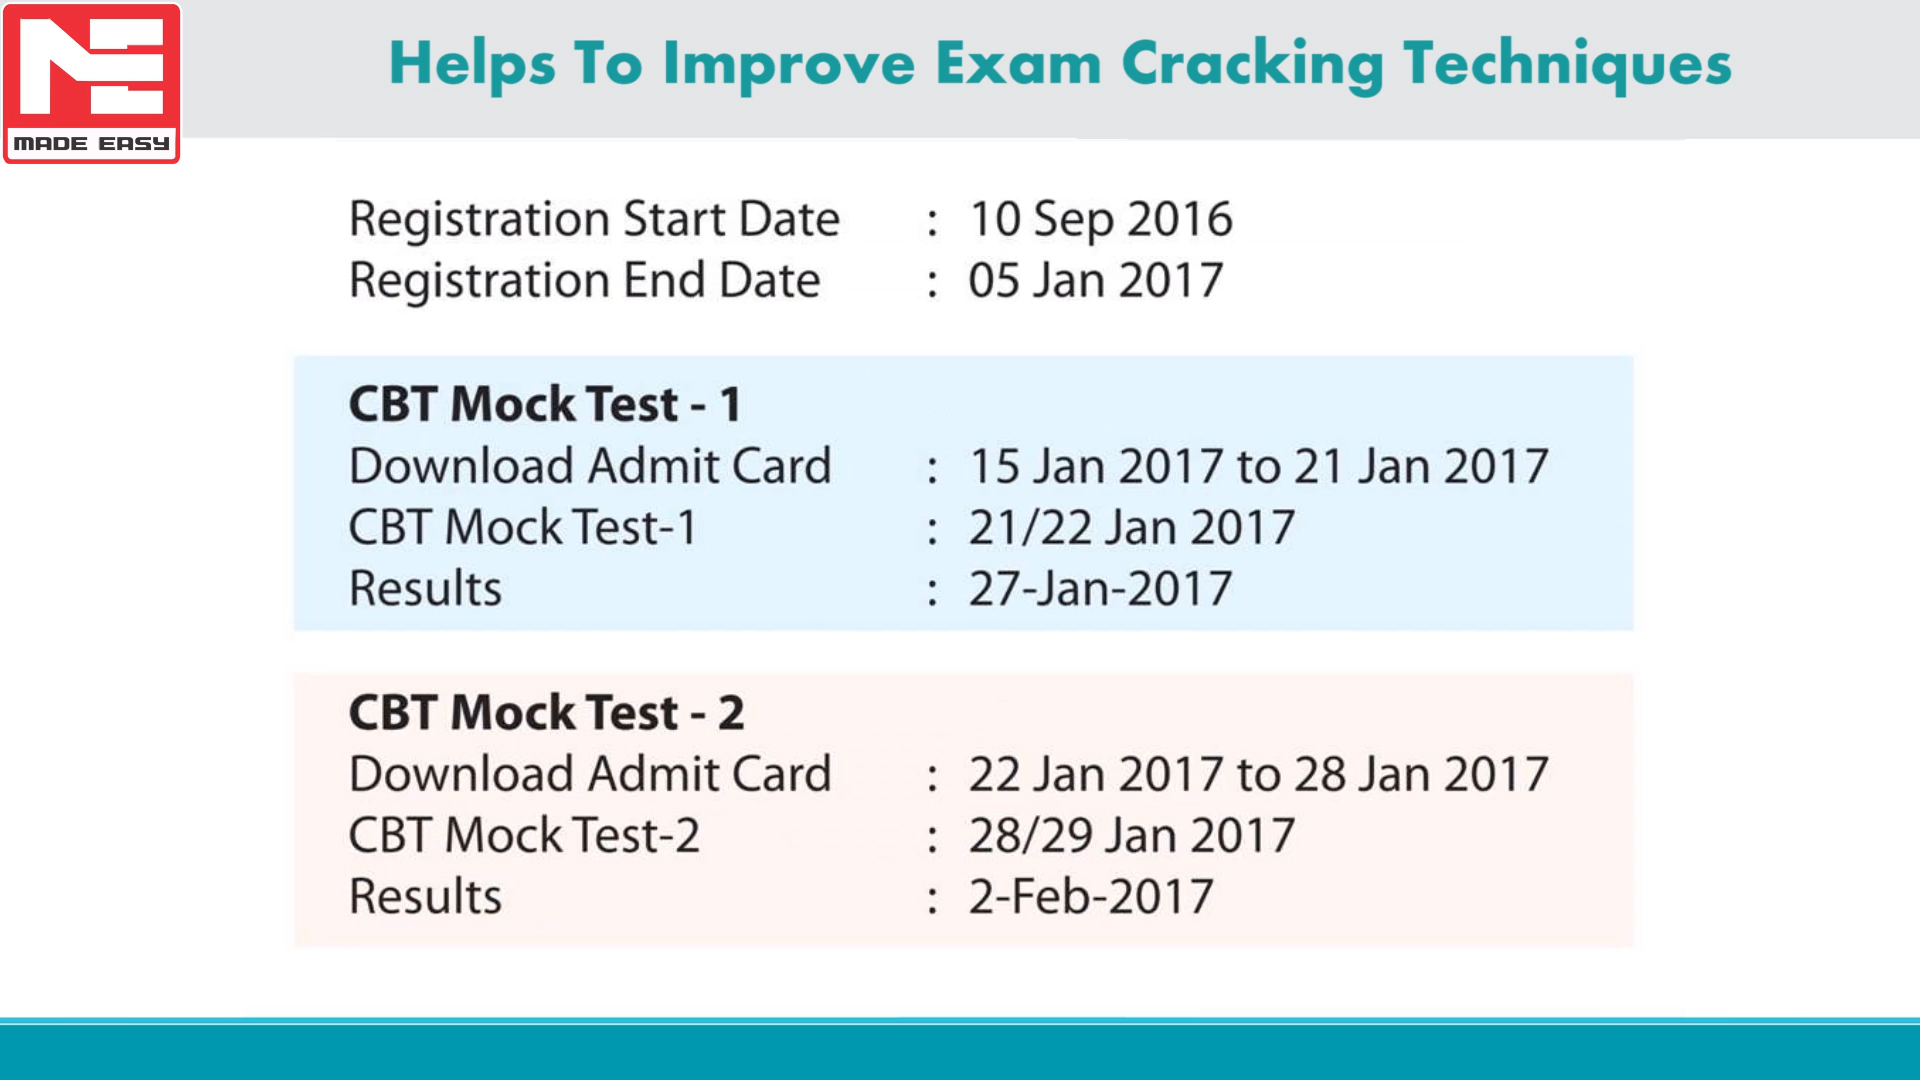 MADE EASY
Helps To Improve Exam Cracking Techniques
Registration Start Date : 10 Sep 2016
Registration End Date : 05 Jan 2017
CBT Mock Test - 1
Download Admit Card : 15 Jan 2017 to 21 Jan 2017
CBT Mock Test-1 : 21/22 Jan 2017
Results : 27-Jan-2017
CBT Mock Test - 2
Download Admit Card : 22 Jan 2017 to 28 Jan 2017
CBT Mock Test-2 : 28/29 Jan 2017
Results : 2-Feb-2017